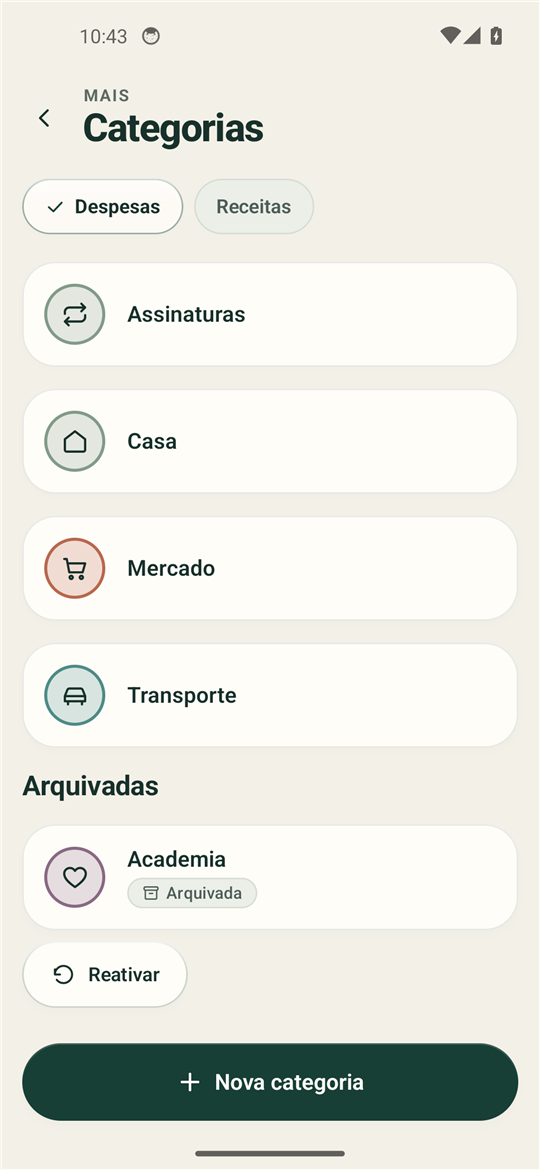 10:43
MAIS
Categorias
Despesas
Receitas
Assinaturas
Casa
Mercado
Transporte
Arquivadas
Academia
Arquivada
Reativar
Nova categoria